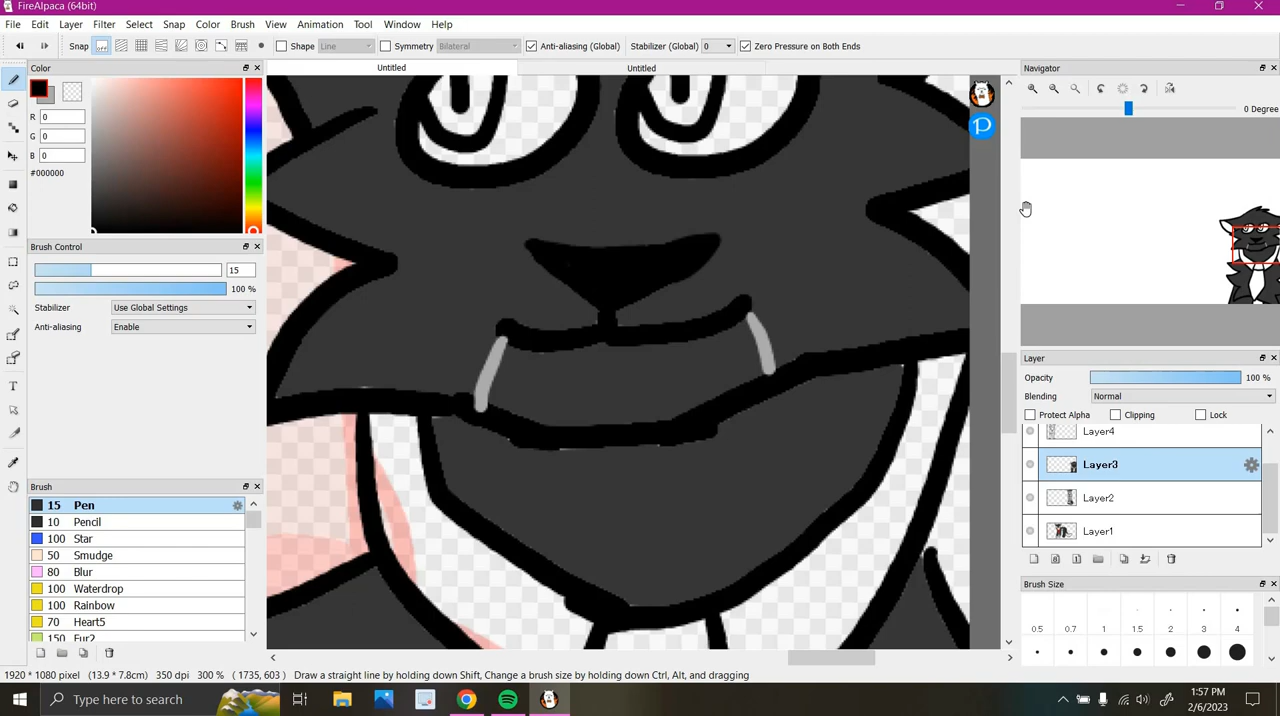 FireAlpaca (64bit)
File Edit Layer Filter Select Snap Color Brush View Animation Tool Window Help
Snap Shape Line Symmetry Bilateral Anti-aliasing (Global) Stabilizer (Global) 0 Zero Pressure on Both Ends
Color
Untitled
Untitled
Navigator
R 0
G 0
B 0
#000000
0 Degree
Brush Control
15
100 %
Stabilizer Use Global Settings
Anti-aliasing Enable
Layer
Opacity 100 %
Blending Normal
Protect Alpha Clipping Lock
Layer4
Layer3
Layer2
Layer1
Brush
15 Pen
10 Pencil
100 Star
50 Smudge
80 Blur
100 Waterdrop
100 Rainbow
70 Heart5
150 Fur2
Brush Size
0.5 0.7 1 1.5 2 3 4
1920 * 1080 pixel (13.9 * 7.8cm) 350 dpi 300 % ( 1735, 603 ) Draw a straight line by holding down Shift, Change a brush size by holding down Ctrl, Alt, and dragging
Type here to search
1:57 PM
2/6/2023